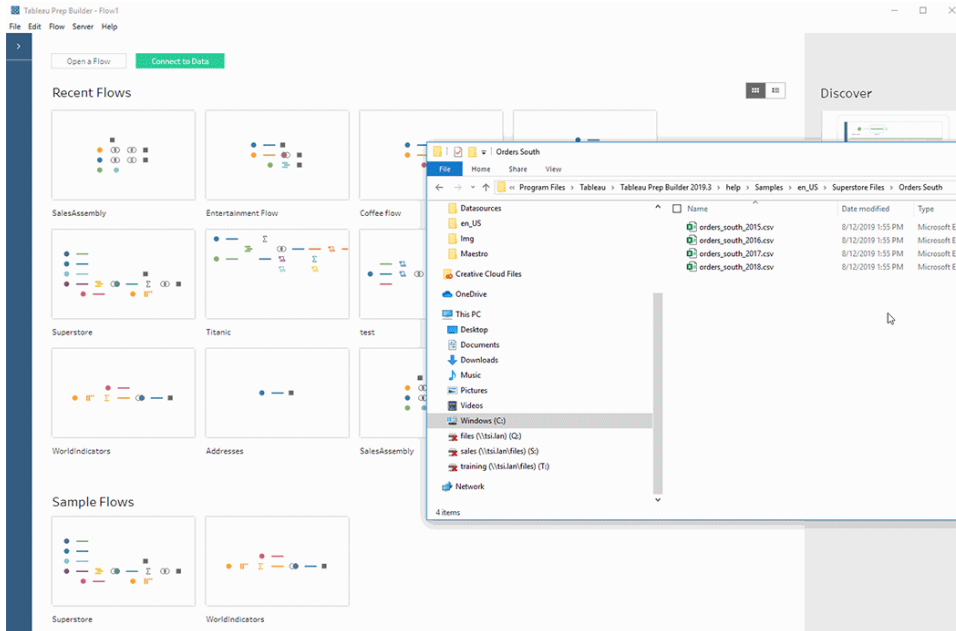 Tableau Prep Builder - Flow1
File Edit Flow Server Help
Open a Flow
Connect to Data
Recent Flows
SalesAssembly
Entertainment Flow
Coffee flow
Superstore
Titanic
test
WorldIndicators
Addresses
SalesAssembly
Sample Flows
Superstore
WorldIndicators
Discover
Orders South
File Home Share View
« Program Files › Tableau › Tableau Prep Builder 2019.3 › help › Samples › en_US › Superstore Files › Orders South
Datasources
en_US
Img
Maestro
Creative Cloud Files
OneDrive
This PC
Desktop
Documents
Downloads
Music
Pictures
Videos
Windows (C:)
files (\\tsi.lan) (Q:)
sales (\\tsi.lan\files) (S:)
training (\\tsi.lan\files) (T:)
Network
Name Date modified Type
orders_south_2015.csv 8/12/2019 1:55 PM Microsoft E
orders_south_2016.csv 8/12/2019 1:55 PM Microsoft E
orders_south_2017.csv 8/12/2019 1:55 PM Microsoft E
orders_south_2018.csv 8/12/2019 1:55 PM Microsoft E
4 items